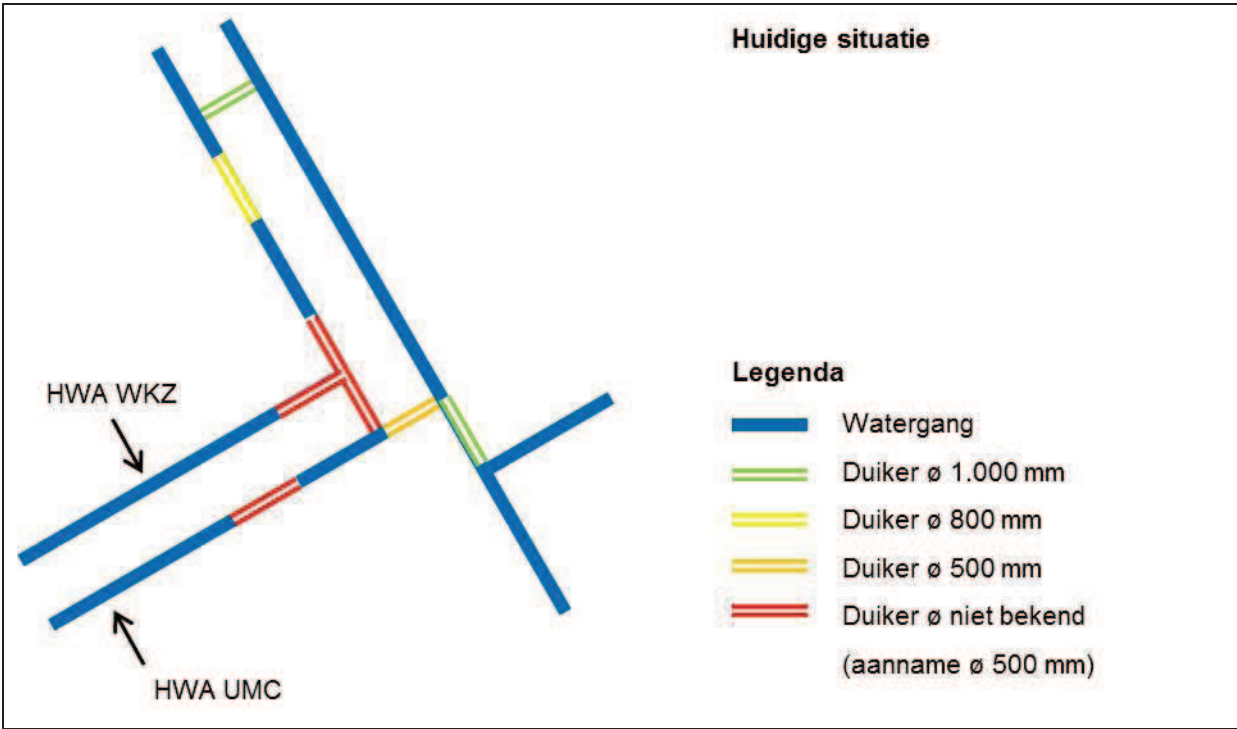 Huidige situatie
HWA WKZ
HWA UMC
Legenda
Watergang
Duiker ø 1.000 mm
Duiker ø 800 mm
Duiker ø 500 mm
Duiker ø niet bekend
(aanname ø 500 mm)